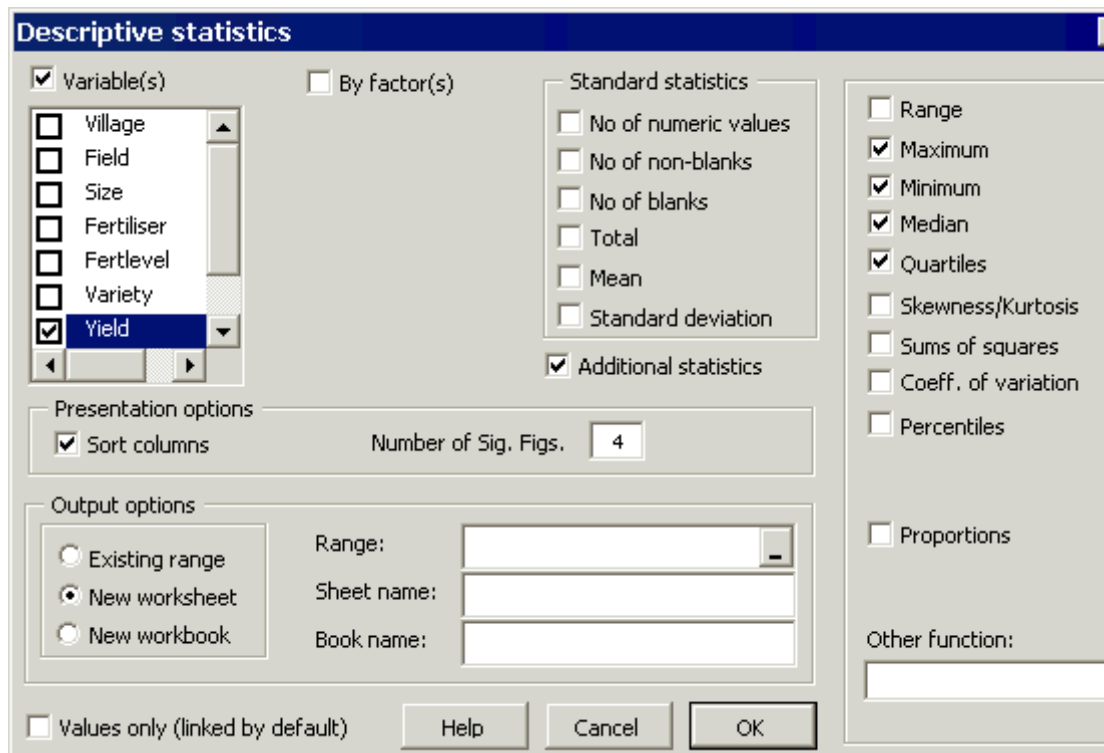 Descriptive statistics
Variable(s)
Village
Field
Size
Fertiliser
Fertlevel
Variety
Yield
By factor(s)
Standard statistics
No of numeric values
No of non-blanks
No of blanks
Total
Mean
Standard deviation
Additional statistics
Range
Maximum
Minimum
Median
Quartiles
Skewness/Kurtosis
Sums of squares
Coeff. of variation
Percentiles
Proportions
Other function:
Presentation options
Sort columns
Number of Sig. Figs. 4
Output options
Existing range
New worksheet
New workbook
Range:
Sheet name:
Book name:
Values only (linked by default)
Help
Cancel
OK